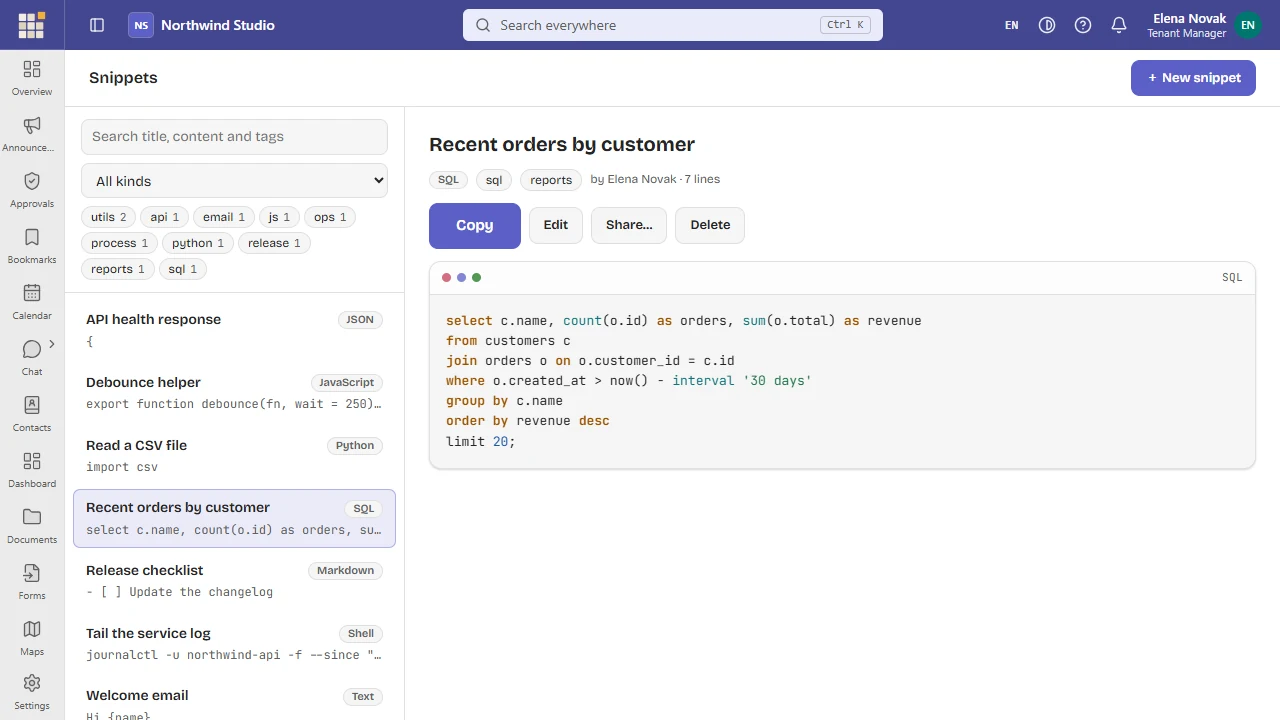 NS Northwind Studio
Search everywhere
Ctrl K
EN
Elena Novak
Tenant Manager
EN
Overview
Announce...
Approvals
Bookmarks
Calendar
Chat
Contacts
Dashboard
Documents
Forms
Maps
Settings
Snippets
+ New snippet
Search title, content and tags
All kinds
utils 2
api 1
email 1
js 1
ops 1
process 1
python 1
release 1
reports 1
sql 1
API health response
JSON
{
Debounce helper
JavaScript
export function debounce(fn, wait = 250)...
Read a CSV file
Python
import csv
Recent orders by customer
SQL
select c.name, count(o.id) as orders, su...
Release checklist
Markdown
- [ ] Update the changelog
Tail the service log
Shell
journalctl -u northwind-api -f --since "...
Welcome email
Text
Hi {name}
Recent orders by customer
SQL sql reports by Elena Novak · 7 lines
Copy
Edit
Share...
Delete
SQL
select c.name, count(o.id) as orders, sum(o.total) as revenue
from customers c
join orders o on o.customer_id = c.id
where o.created_at > now() - interval '30 days'
group by c.name
order by revenue desc
limit 20;